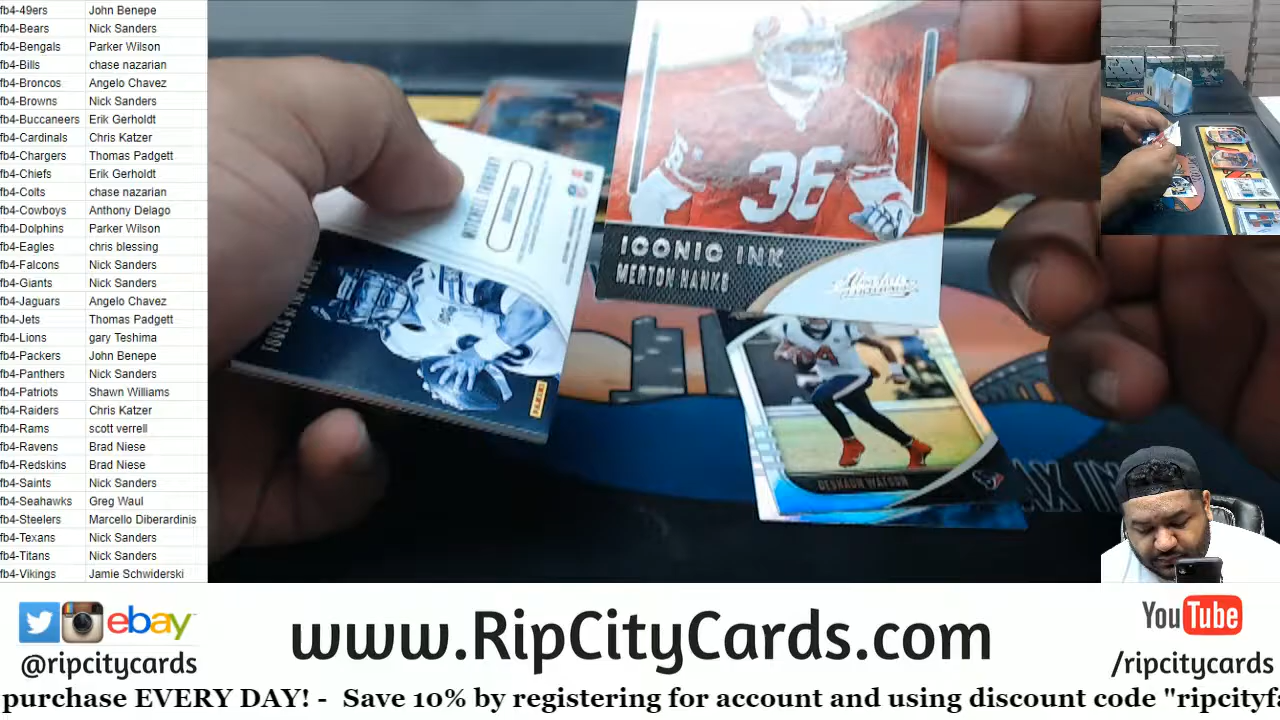 fb4-49ers John Benepe
fb4-Bears Nick Sanders
fb4-Bengals Parker Wilson
fb4-Bills chase nazarian
fb4-Broncos Angelo Chavez
fb4-Browns Nick Sanders
fb4-Buccaneers Erik Gerholdt
fb4-Cardinals Chris Katzer
fb4-Chargers Thomas Padgett
fb4-Chiefs Erik Gerholdt
fb4-Colts chase nazarian
fb4-Cowboys Anthony Delago
fb4-Dolphins Parker Wilson
fb4-Eagles chris blessing
fb4-Falcons Nick Sanders
fb4-Giants Nick Sanders
fb4-Jaguars Angelo Chavez
fb4-Jets Thomas Padgett
fb4-Lions gary Teshima
fb4-Packers John Benepe
fb4-Panthers Nick Sanders
fb4-Patriots Shawn Williams
fb4-Raiders Chris Katzer
fb4-Rams scott verrell
fb4-Ravens Brad Niese
fb4-Redskins Brad Niese
fb4-Saints Nick Sanders
fb4-Seahawks Greg Waul
fb4-Steelers Marcello Diberardinis
fb4-Texans Nick Sanders
fb4-Titans Nick Sanders
fb4-Vikings Jamie Schwiderski
36
ICONIC INK
MERTON HANKS
Absolute
PANINI
DESHAUN WATSON
ebay
@ripcitycards
www.RipCityCards.com
YouTube
/ripcitycards
purchase EVERY DAY! - Save 10% by registering for account and using discount code "ripcityfa